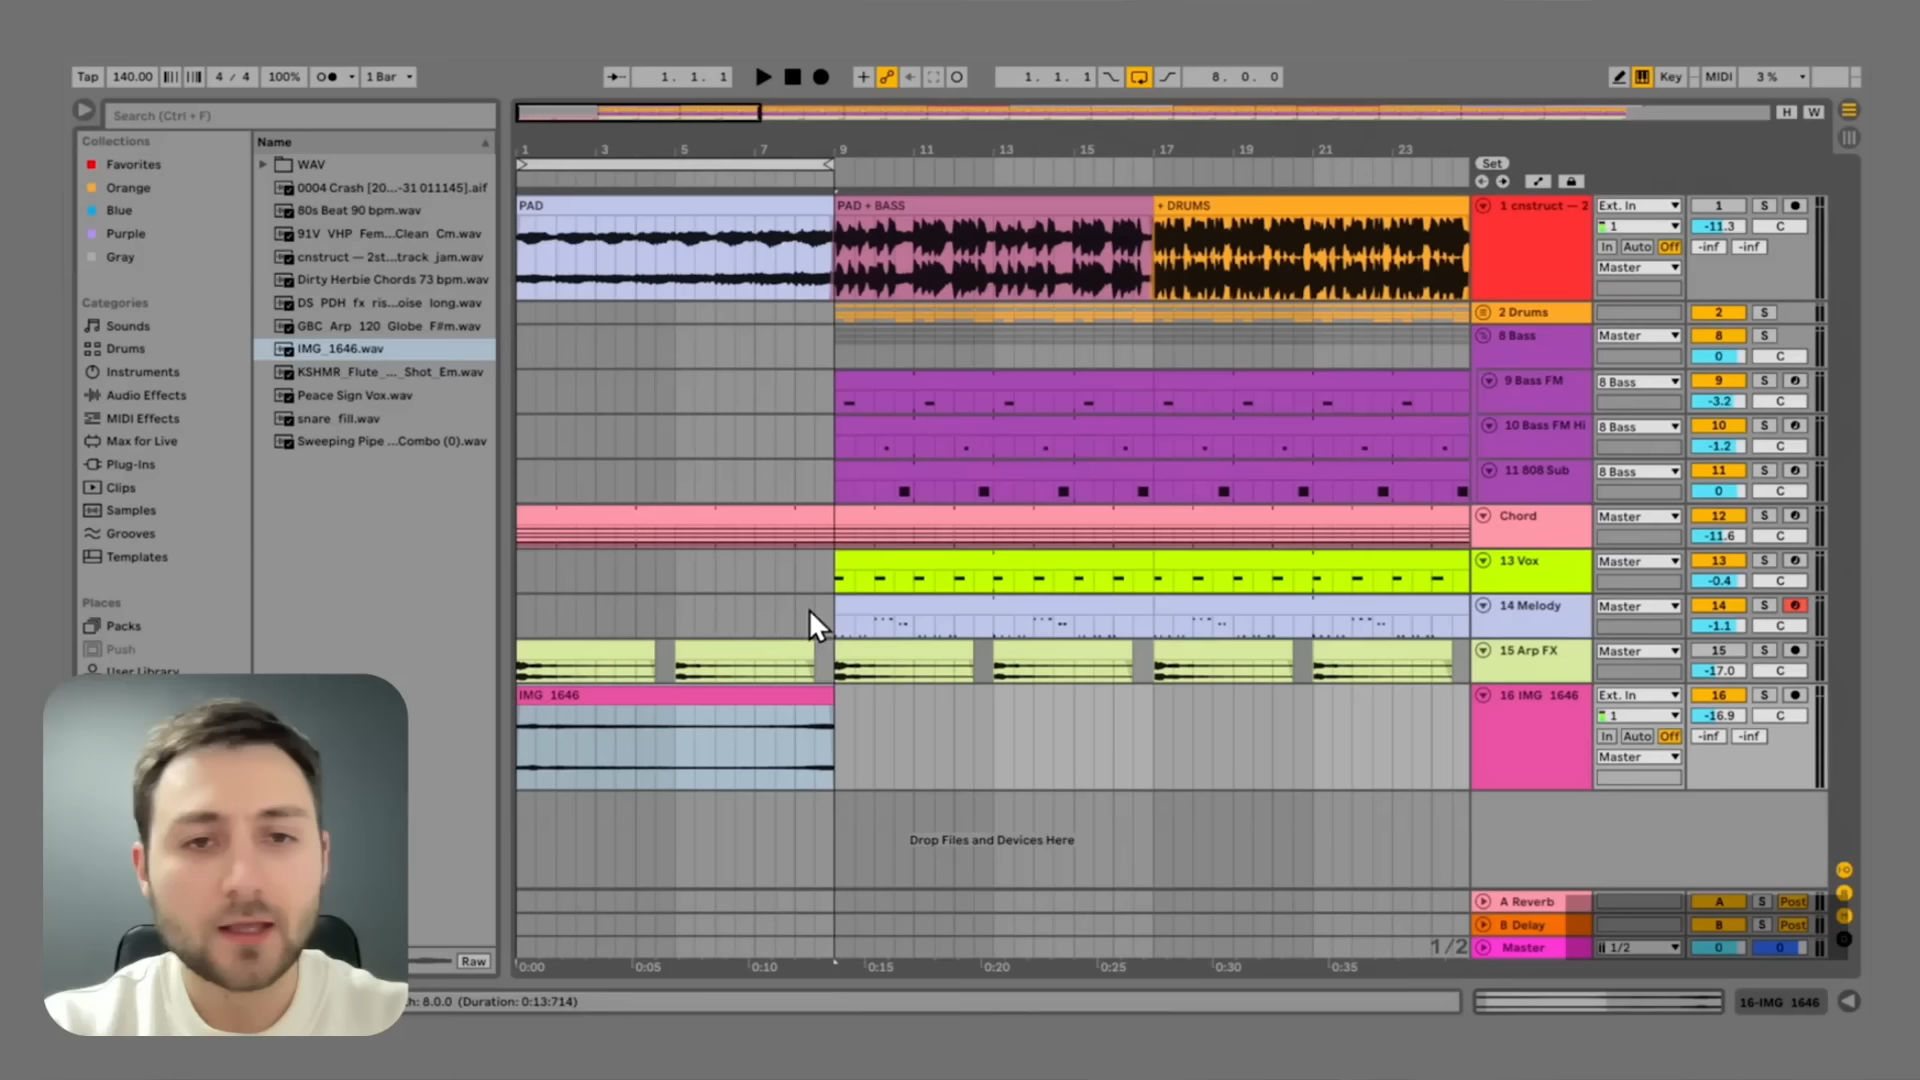 Tap 140.00 4 / 4 100% 1 Bar 1. 1. 1 1. 1. 1 8. 0. 0 Key MIDI 3 %
Search (Ctrl + F)
H W
Collections
Favorites
Orange
Blue
Purple
Gray
Categories
Sounds
Drums
Instruments
Audio Effects
MIDI Effects
Max for Live
Plug-Ins
Clips
Samples
Grooves
Templates
Places
Packs
Push
User Library
Name
WAV
0004 Crash [20...-31 011145].aif
80s Beat 90 bpm.wav
91V VHP Fem...Clean Cm.wav
cnstruct — 2st...track jam.wav
Dirty Herbie Chords 73 bpm.wav
DS PDH fx ris...oise long.wav
GBC Arp 120 Globe F#m.wav
IMG_1646.wav
KSHMR_Flute_..._Shot_Em.wav
Peace Sign Vox.wav
snare fill.wav
Sweeping Pipe ...Combo (0).wav
Raw
1 3 5 7 9 11 13 15 17 19 21 23
Set
PAD PAD + BASS + DRUMS
1 cnstruct — 2 Ext. In 1 S
1 -11.3 C
In Auto Off -inf -inf
Master
2 Drums 2 S
8 Bass Master 8 S
0 C
9 Bass FM 8 Bass 9 S
-3.2 C
10 Bass FM Hi 8 Bass 10 S
-1.2 C
11 808 Sub 8 Bass 11 S
0 C
Chord Master 12 S
-11.6 C
13 Vox Master 13 S
-0.4 C
14 Melody Master 14 S
-1.1 C
15 Arp FX Master 15 S
-17.0 C
IMG 1646 16 IMG 1646 Ext. In 16 S
1 -16.9 C
In Auto Off -inf -inf
Master
Drop Files and Devices Here
A Reverb A S Post
B Delay B S Post
1/2 Master 1/2 0 0
0:00 0:05 0:10 0:15 0:20 0:25 0:30 0:35
h: 8.0.0 (Duration: 0:13:714)
16-IMG 1646